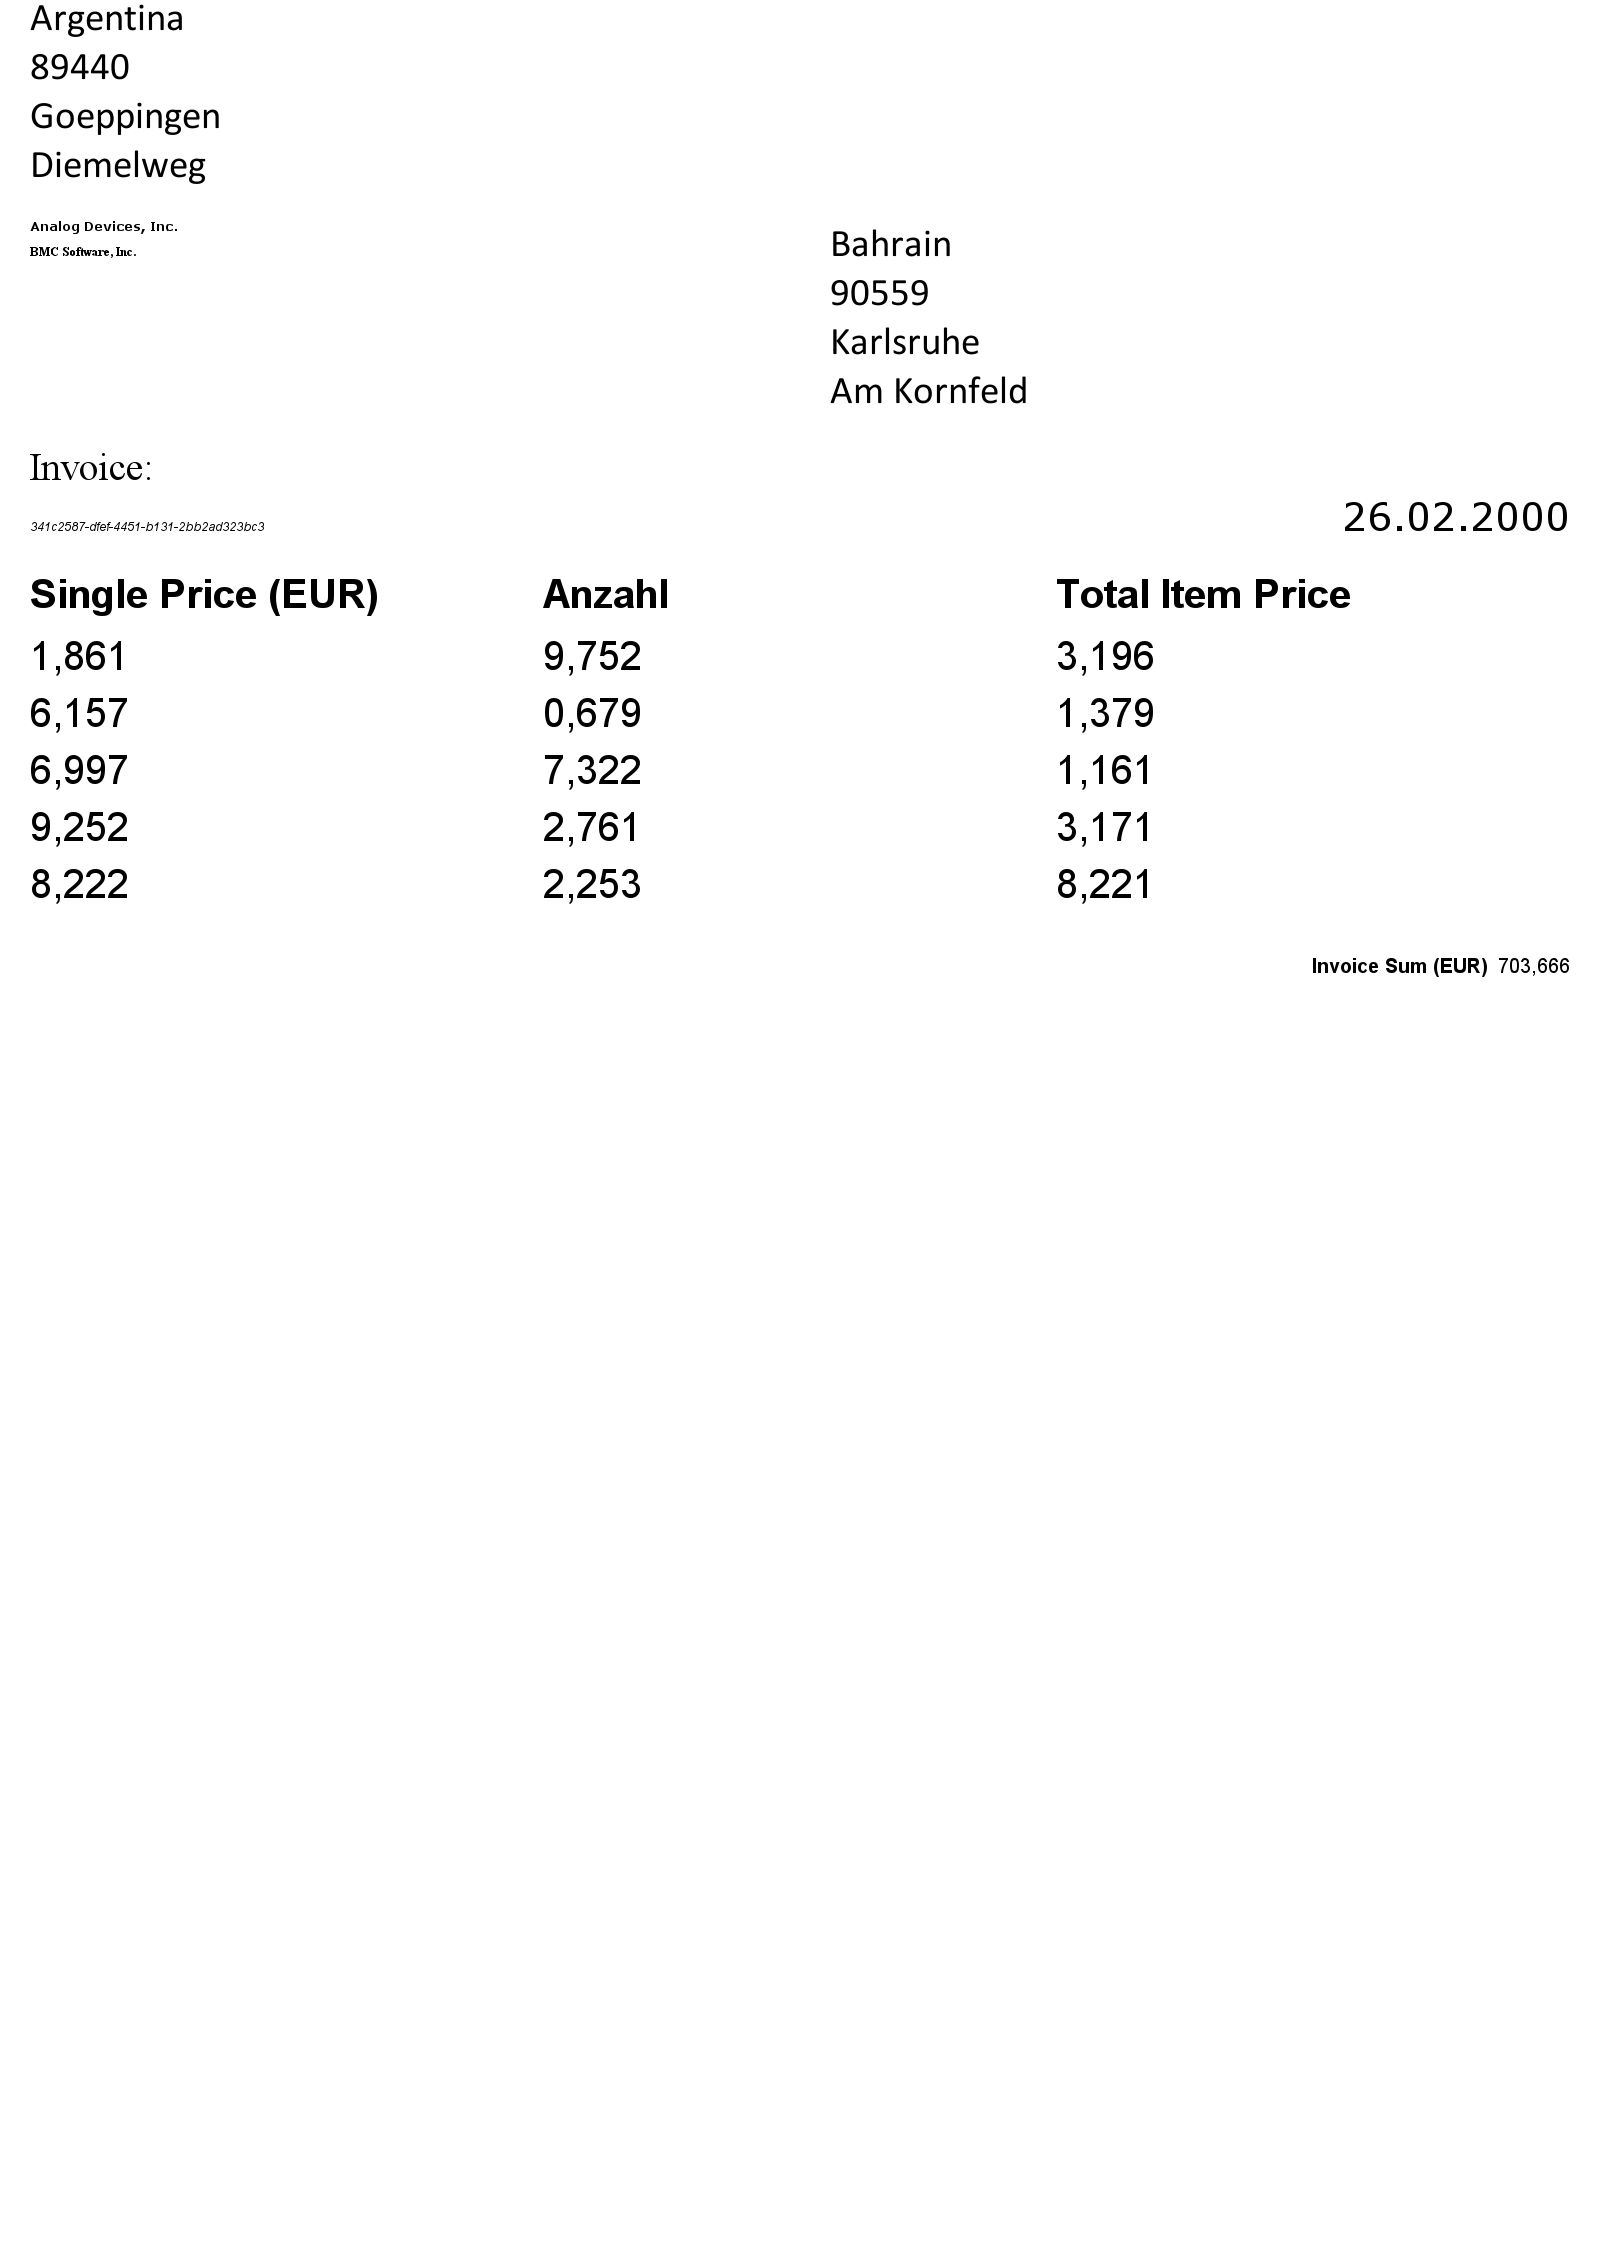 Argentina
89440
Goeppingen
Diemelweg
Analog Devices, Inc.
BMC Software, Inc.
Bahrain
90559
Karlsruhe
Am Kornfeld
Invoice:
341c2587-dfef-4451-b131-2bb2ad323bc3
26.02.2000
Single Price (EUR) Anzahl Total Item Price
1,861 9,752 3,196
6,157 0,679 1,379
6,997 7,322 1,161
9,252 2,761 3,171
8,222 2,253 8,221
Invoice Sum (EUR) 703,666